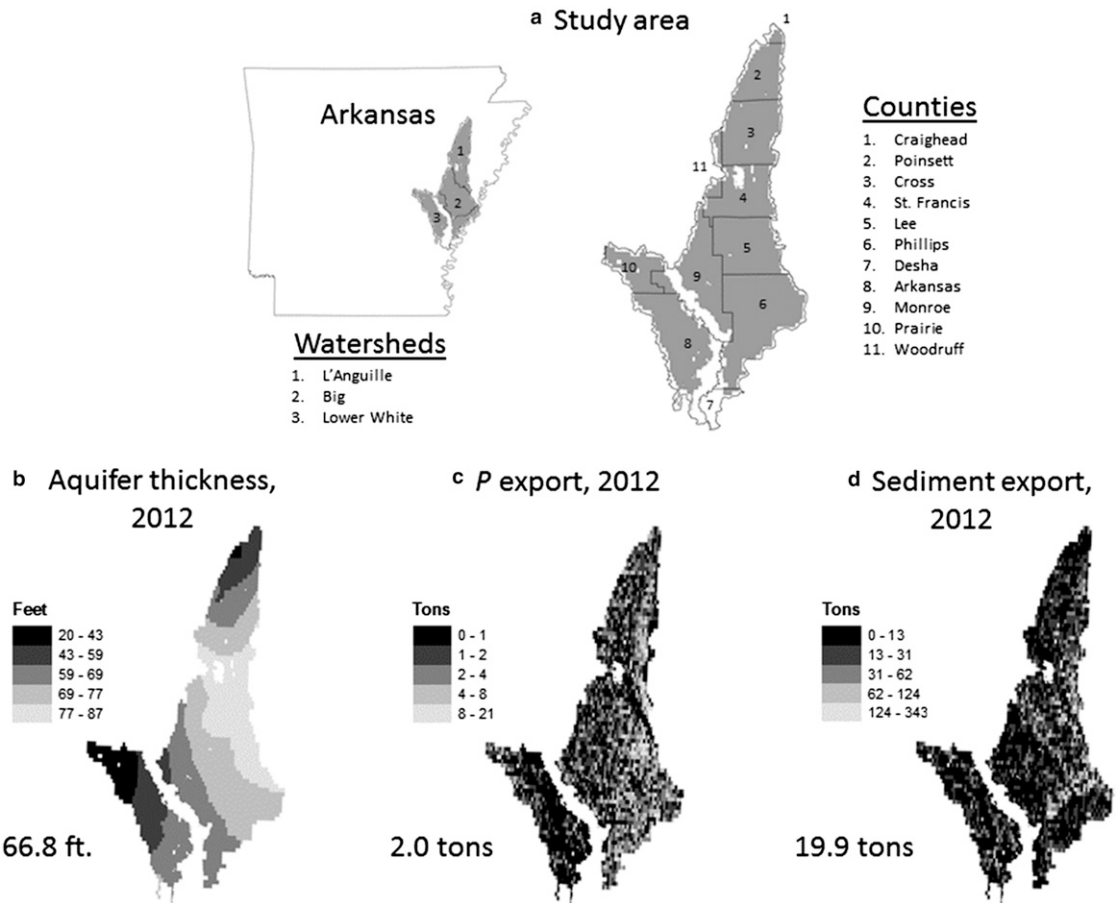 a Study area
Arkansas
1
2
3
Watersheds
1. L'Anguille
2. Big
3. Lower White
1
2
3
11
4
5
10
9
6
8
7
Counties
1. Craighead
2. Poinsett
3. Cross
4. St. Francis
5. Lee
6. Phillips
7. Desha
8. Arkansas
9. Monroe
10. Prairie
11. Woodruff
b Aquifer thickness,
2012
Feet
20 - 43
43 - 59
59 - 69
69 - 77
77 - 87
66.8 ft.
c P export, 2012
Tons
0 - 1
1 - 2
2 - 4
4 - 8
8 - 21
2.0 tons
d Sediment export,
2012
Tons
0 - 13
13 - 31
31 - 62
62 - 124
124 - 343
19.9 tons